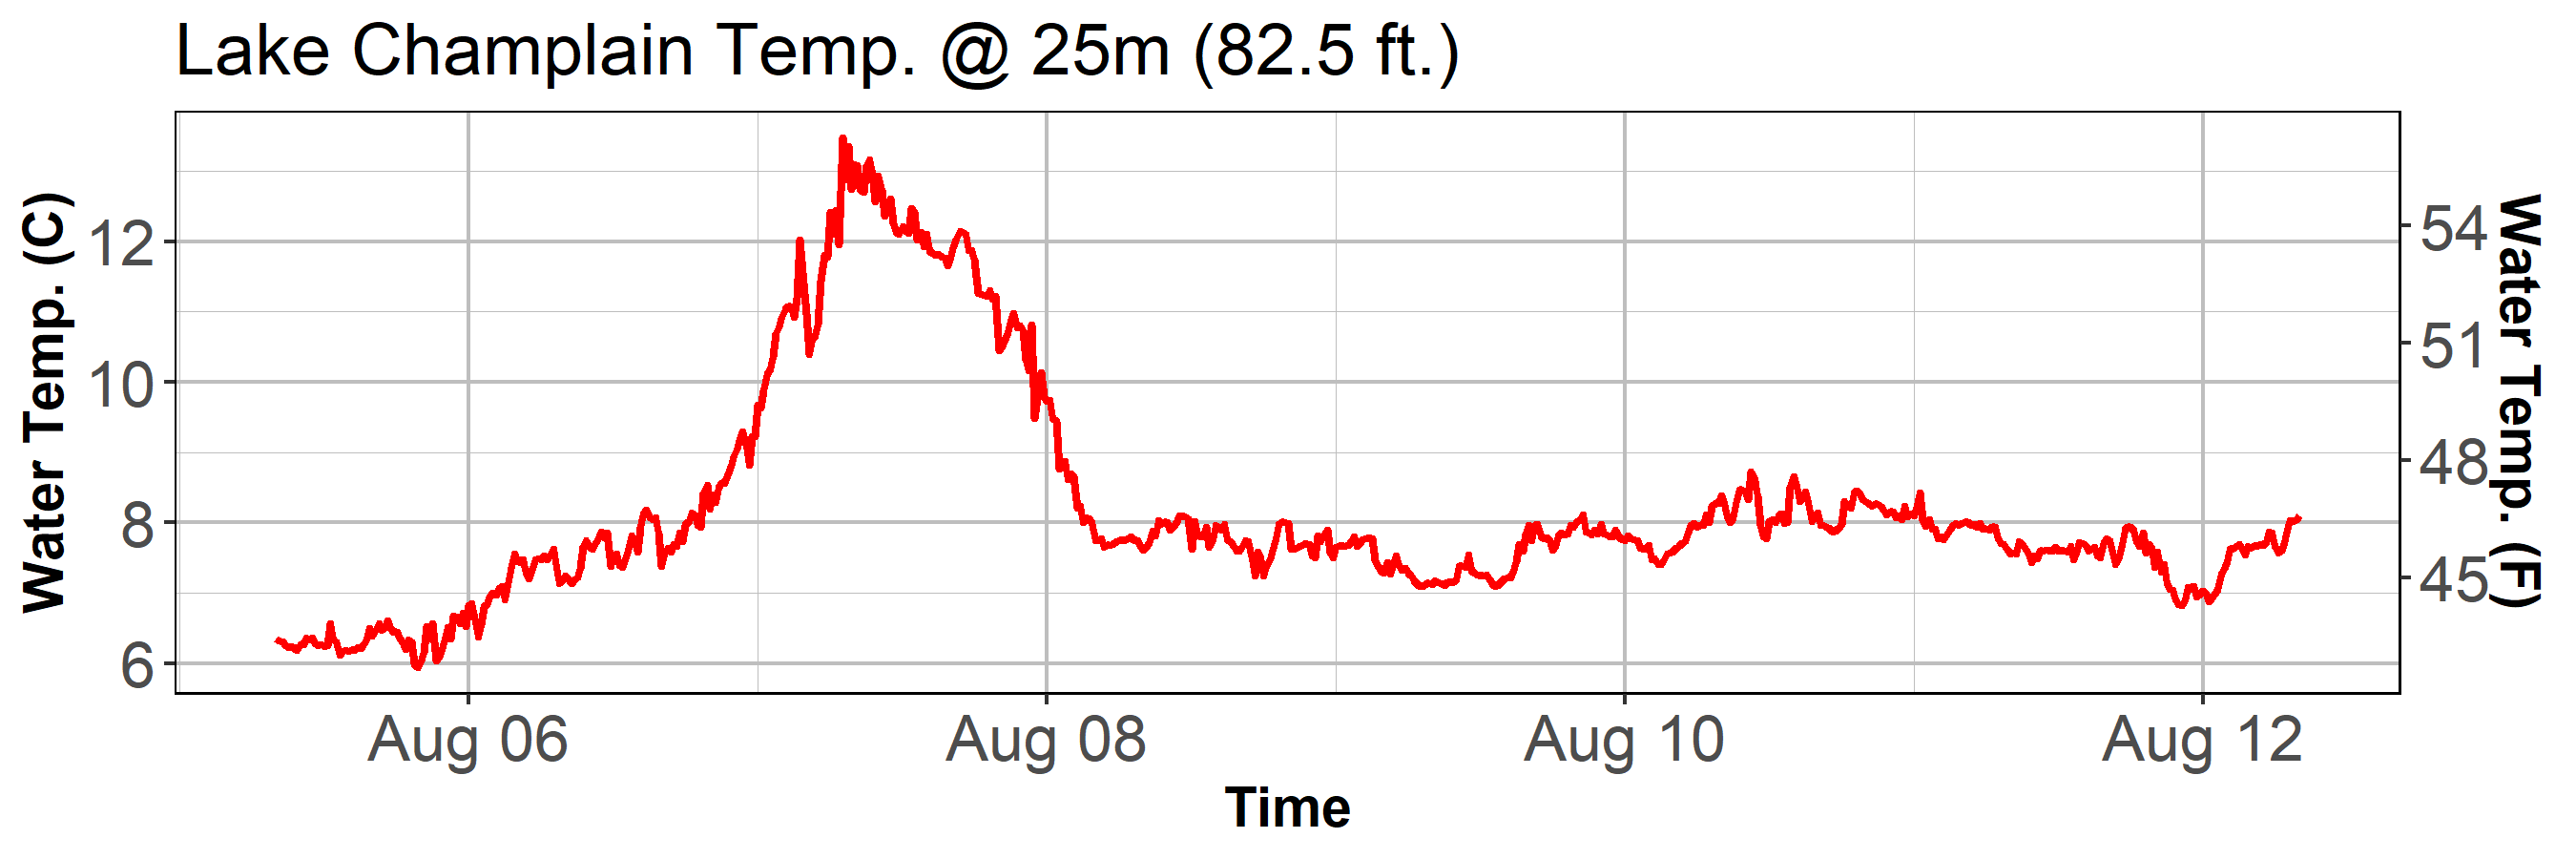 Lake Champlain Temp. @ 25m (82.5 ft.)
Water Temp. (C)
12
10
8
6
54
51
48
45
Water Temp. (F)
Aug 06
Aug 08
Aug 10
Aug 12
Time